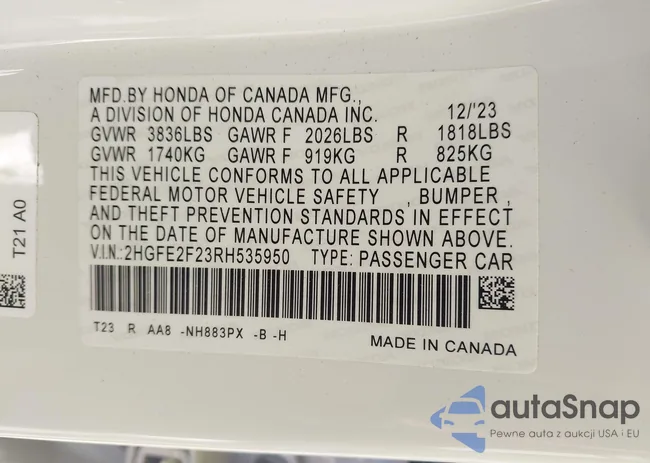 MFD.BY HONDA OF CANADA MFG.,
A DIVISION OF HONDA CANADA INC. 12/'23
GVWR 3836LBS GAWR F 2026LBS R 1818LBS
GVWR 1740KG GAWR F 919KG R 825KG
THIS VEHICLE CONFORMS TO ALL APPLICABLE
FEDERAL MOTOR VEHICLE SAFETY , BUMPER ,
AND THEFT PREVENTION STANDARDS IN EFFECT
ON THE DATE OF MANUFACTURE SHOWN ABOVE.
V.I.N.:2HGFE2F23RH535950 TYPE: PASSENGER CAR
T23 R AA8 -NH883PX -B -H
MADE IN CANADA
T21 A0
autaSnap
Pewne auta z aukcji USA i EU